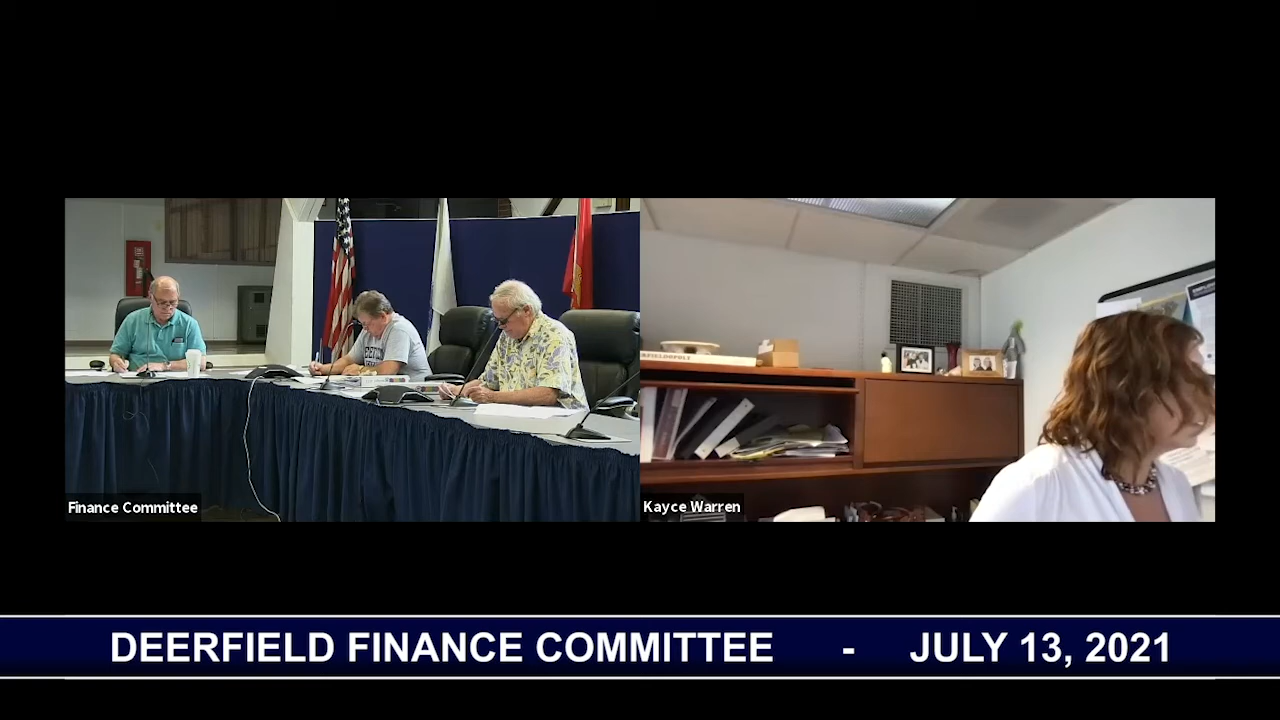 Finance Committee
Kayce Warren
DEERFIELD FINANCE COMMITTEE - JULY 13, 2021